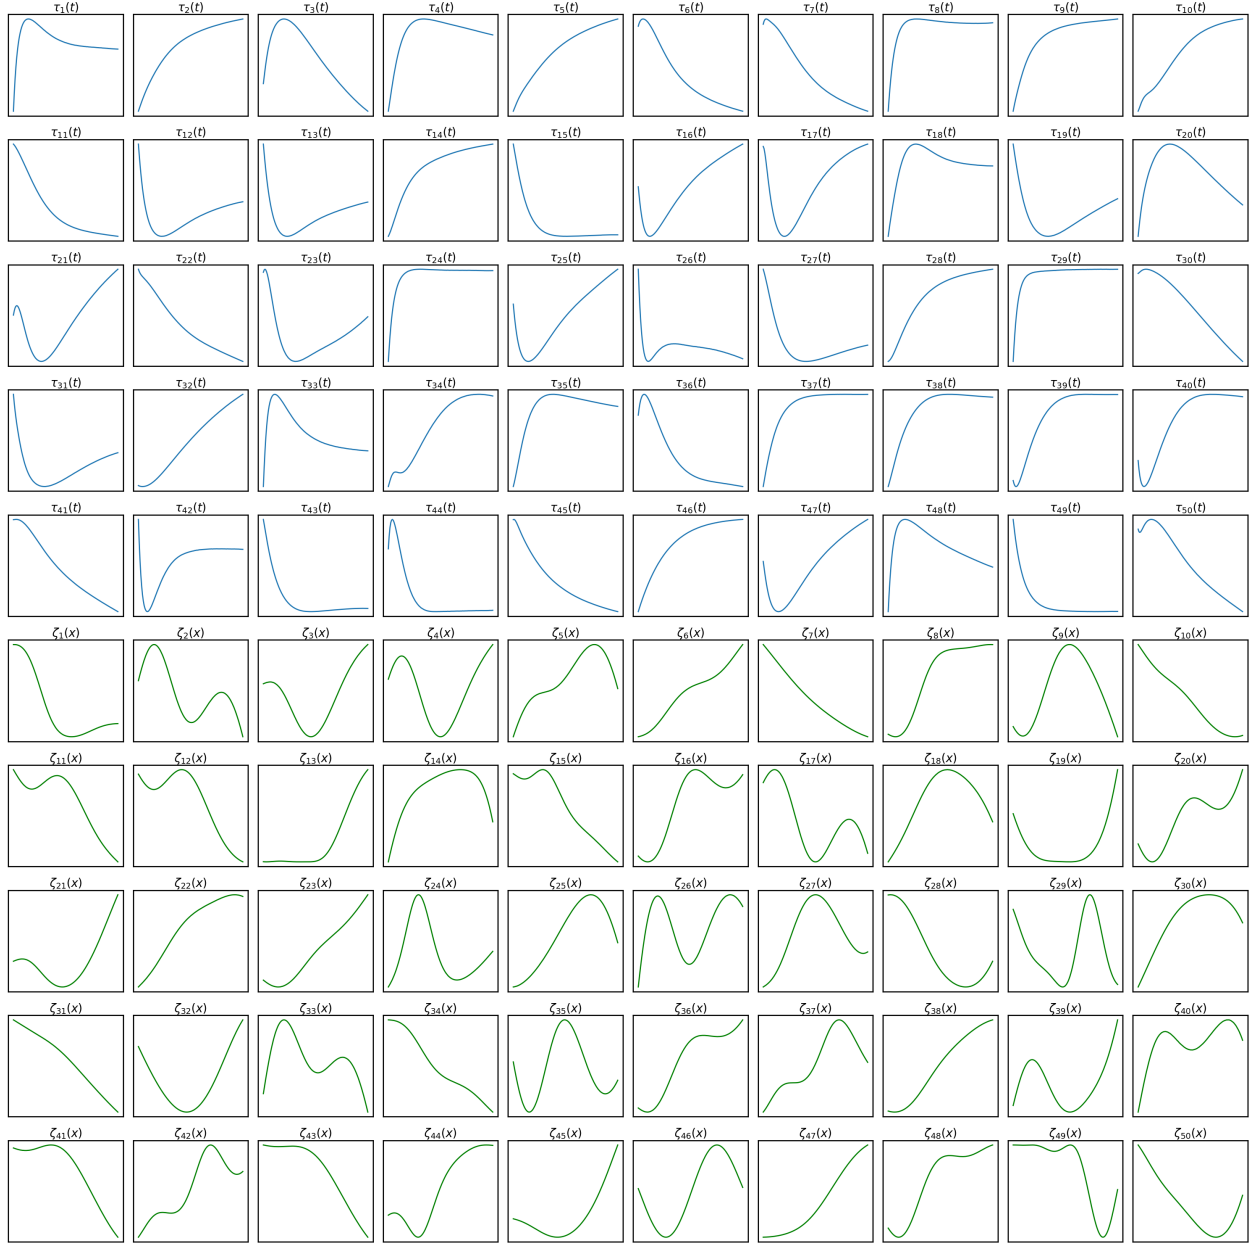 τ₁(t) τ₂(t) τ₃(t) τ₄(t) τ₅(t) τ₆(t) τ₇(t) τ₈(t) τ₉(t) τ₁₀(t)
τ₁₁(t) τ₁₂(t) τ₁₃(t) τ₁₄(t) τ₁₅(t) τ₁₆(t) τ₁₇(t) τ₁₈(t) τ₁₉(t) τ₂₀(t)
τ₂₁(t) τ₂₂(t) τ₂₃(t) τ₂₄(t) τ₂₅(t) τ₂₆(t) τ₂₇(t) τ₂₈(t) τ₂₉(t) τ₃₀(t)
τ₃₁(t) τ₃₂(t) τ₃₃(t) τ₃₄(t) τ₃₅(t) τ₃₆(t) τ₃₇(t) τ₃₈(t) τ₃₉(t) τ₄₀(t)
τ₄₁(t) τ₄₂(t) τ₄₃(t) τ₄₄(t) τ₄₅(t) τ₄₆(t) τ₄₇(t) τ₄₈(t) τ₄₉(t) τ₅₀(t)
ζ₁(x) ζ₂(x) ζ₃(x) ζ₄(x) ζ₅(x) ζ₆(x) ζ₇(x) ζ₈(x) ζ₉(x) ζ₁₀(x)
ζ₁₁(x) ζ₁₂(x) ζ₁₃(x) ζ₁₄(x) ζ₁₅(x) ζ₁₆(x) ζ₁₇(x) ζ₁₈(x) ζ₁₉(x) ζ₂₀(x)
ζ₂₁(x) ζ₂₂(x) ζ₂₃(x) ζ₂₄(x) ζ₂₅(x) ζ₂₆(x) ζ₂₇(x) ζ₂₈(x) ζ₂₉(x) ζ₃₀(x)
ζ₃₁(x) ζ₃₂(x) ζ₃₃(x) ζ₃₄(x) ζ₃₅(x) ζ₃₆(x) ζ₃₇(x) ζ₃₈(x) ζ₃₉(x) ζ₄₀(x)
ζ₄₁(x) ζ₄₂(x) ζ₄₃(x) ζ₄₄(x) ζ₄₅(x) ζ₄₆(x) ζ₄₇(x) ζ₄₈(x) ζ₄₉(x) ζ₅₀(x)